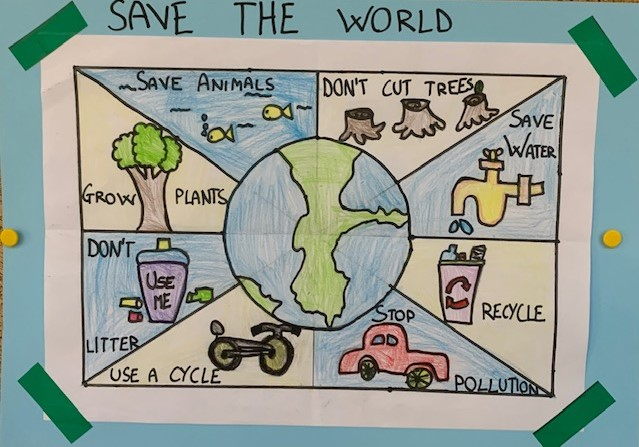 SAVE THE WORLD
SAVE ANIMALS
DON'T CUT TREES
SAVE
WATER
GROW PLANTS
DON'T
USE
ME
LITTER
RECYCLE
STOP
USE A CYCLE
POLLUTION